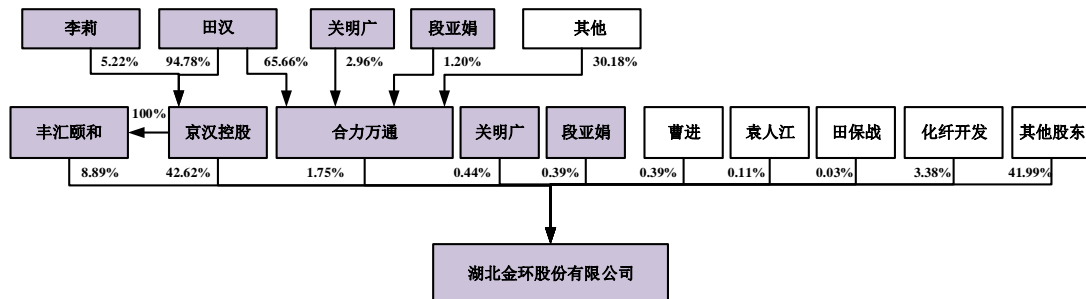 李莉 田汉 关明广 段亚娟 其他
5.22% 94.78% 65.66% 2.96% 1.20% 30.18%
丰汇颐和 100% 京汉控股 合力万通 关明广 段亚娟 曹进 袁人江 田保战 化纤开发 其他股东
8.89% 42.62% 1.75% 0.44% 0.39% 0.39% 0.11% 0.03% 3.38% 41.99%
湖北金环股份有限公司